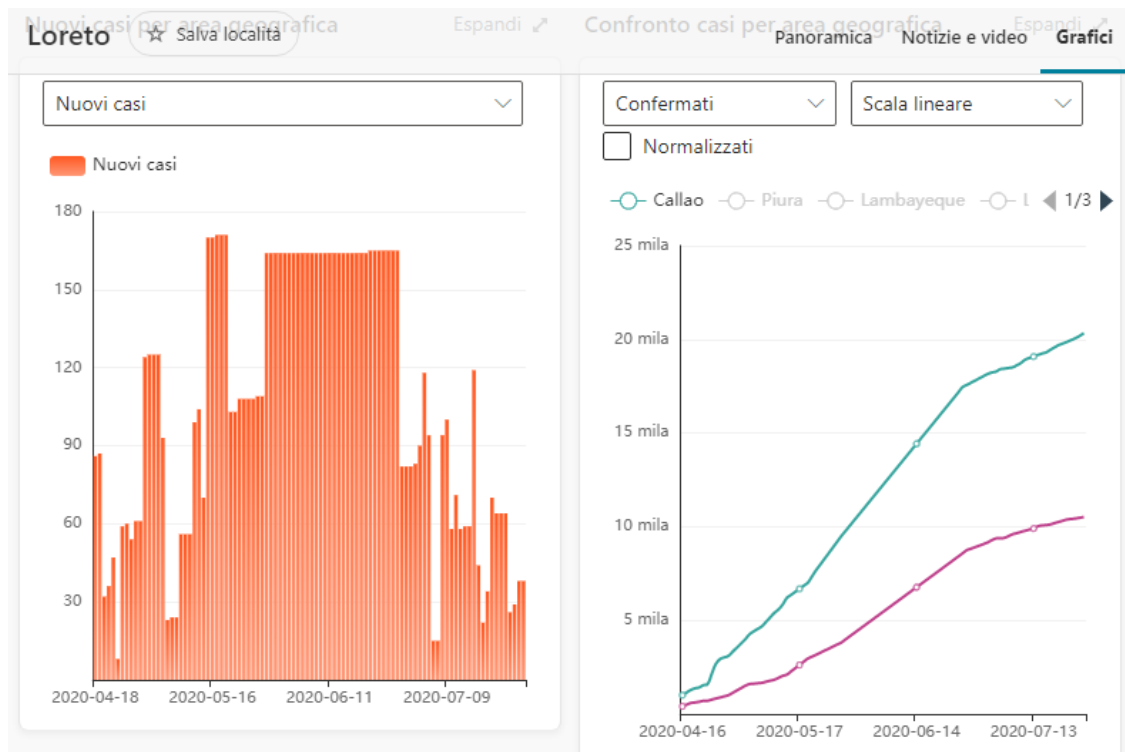 Nuovi casi per area geografica
Espandi
Confronto casi per area geografica
Espandi
Loreto
Salva località
Panoramica
Notizie e video
Grafici
Nuovi casi
Nuovi casi
180
150
120
90
60
30
2020-04-18
2020-05-16
2020-06-11
2020-07-09
Confermati
Scala lineare
Normalizzati
Callao
Piura
Lambayeque
L
1/3
25 mila
20 mila
15 mila
10 mila
5 mila
2020-04-16
2020-05-17
2020-06-14
2020-07-13